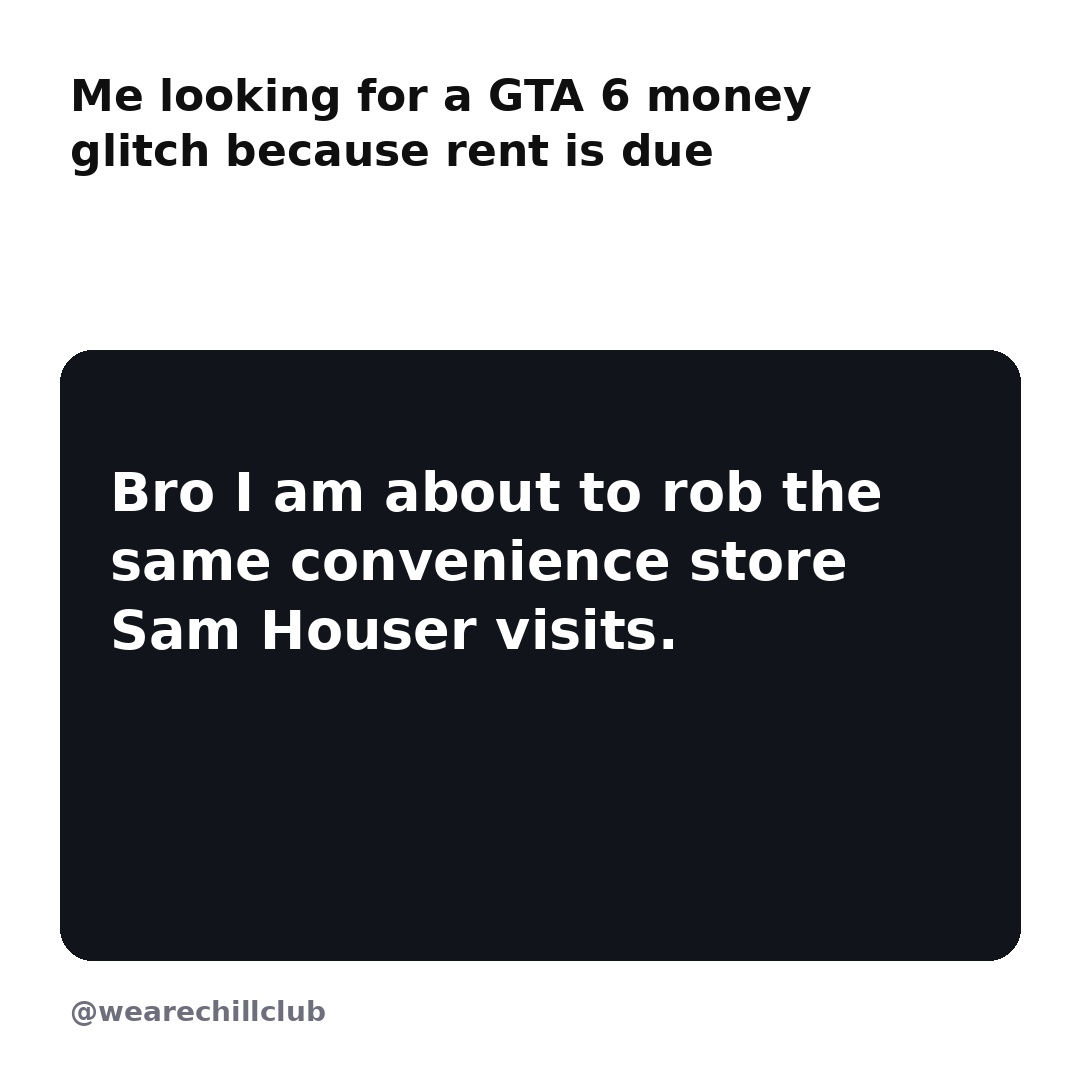 Me looking for a GTA 6 money
glitch because rent is due
Bro I am about to rob the
same convenience store
Sam Houser visits.
@wearechillclub